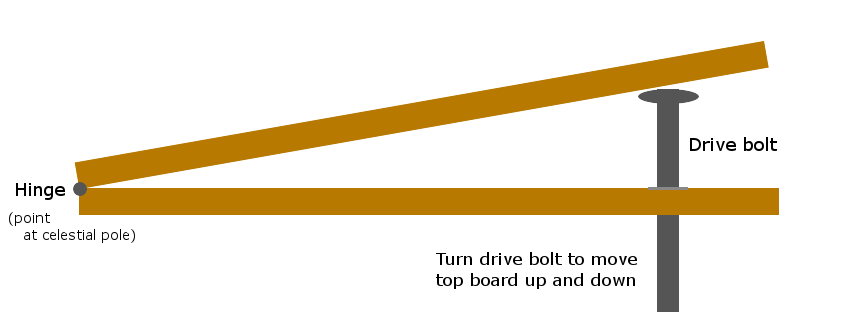 Drive bolt
Hinge
(point
at celestial pole)
Turn drive bolt to move
top board up and down